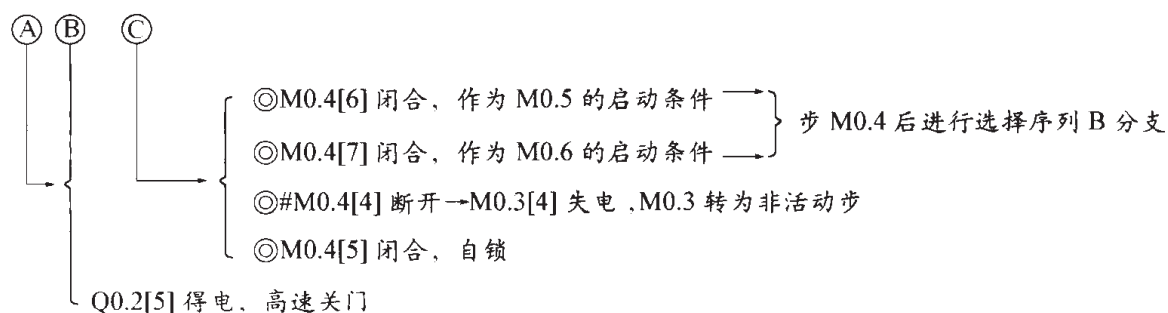 A B C
◎M0.4[6] 闭合，作为 M0.5 的启动条件
步 M0.4 后进行选择序列 B 分支
◎M0.4[7] 闭合，作为 M0.6 的启动条件
◎#M0.4[4] 断开→M0.3[4] 失电,M0.3 转为非活动步
◎M0.4[5] 闭合，自锁
Q0.2[5] 得电、高速关门